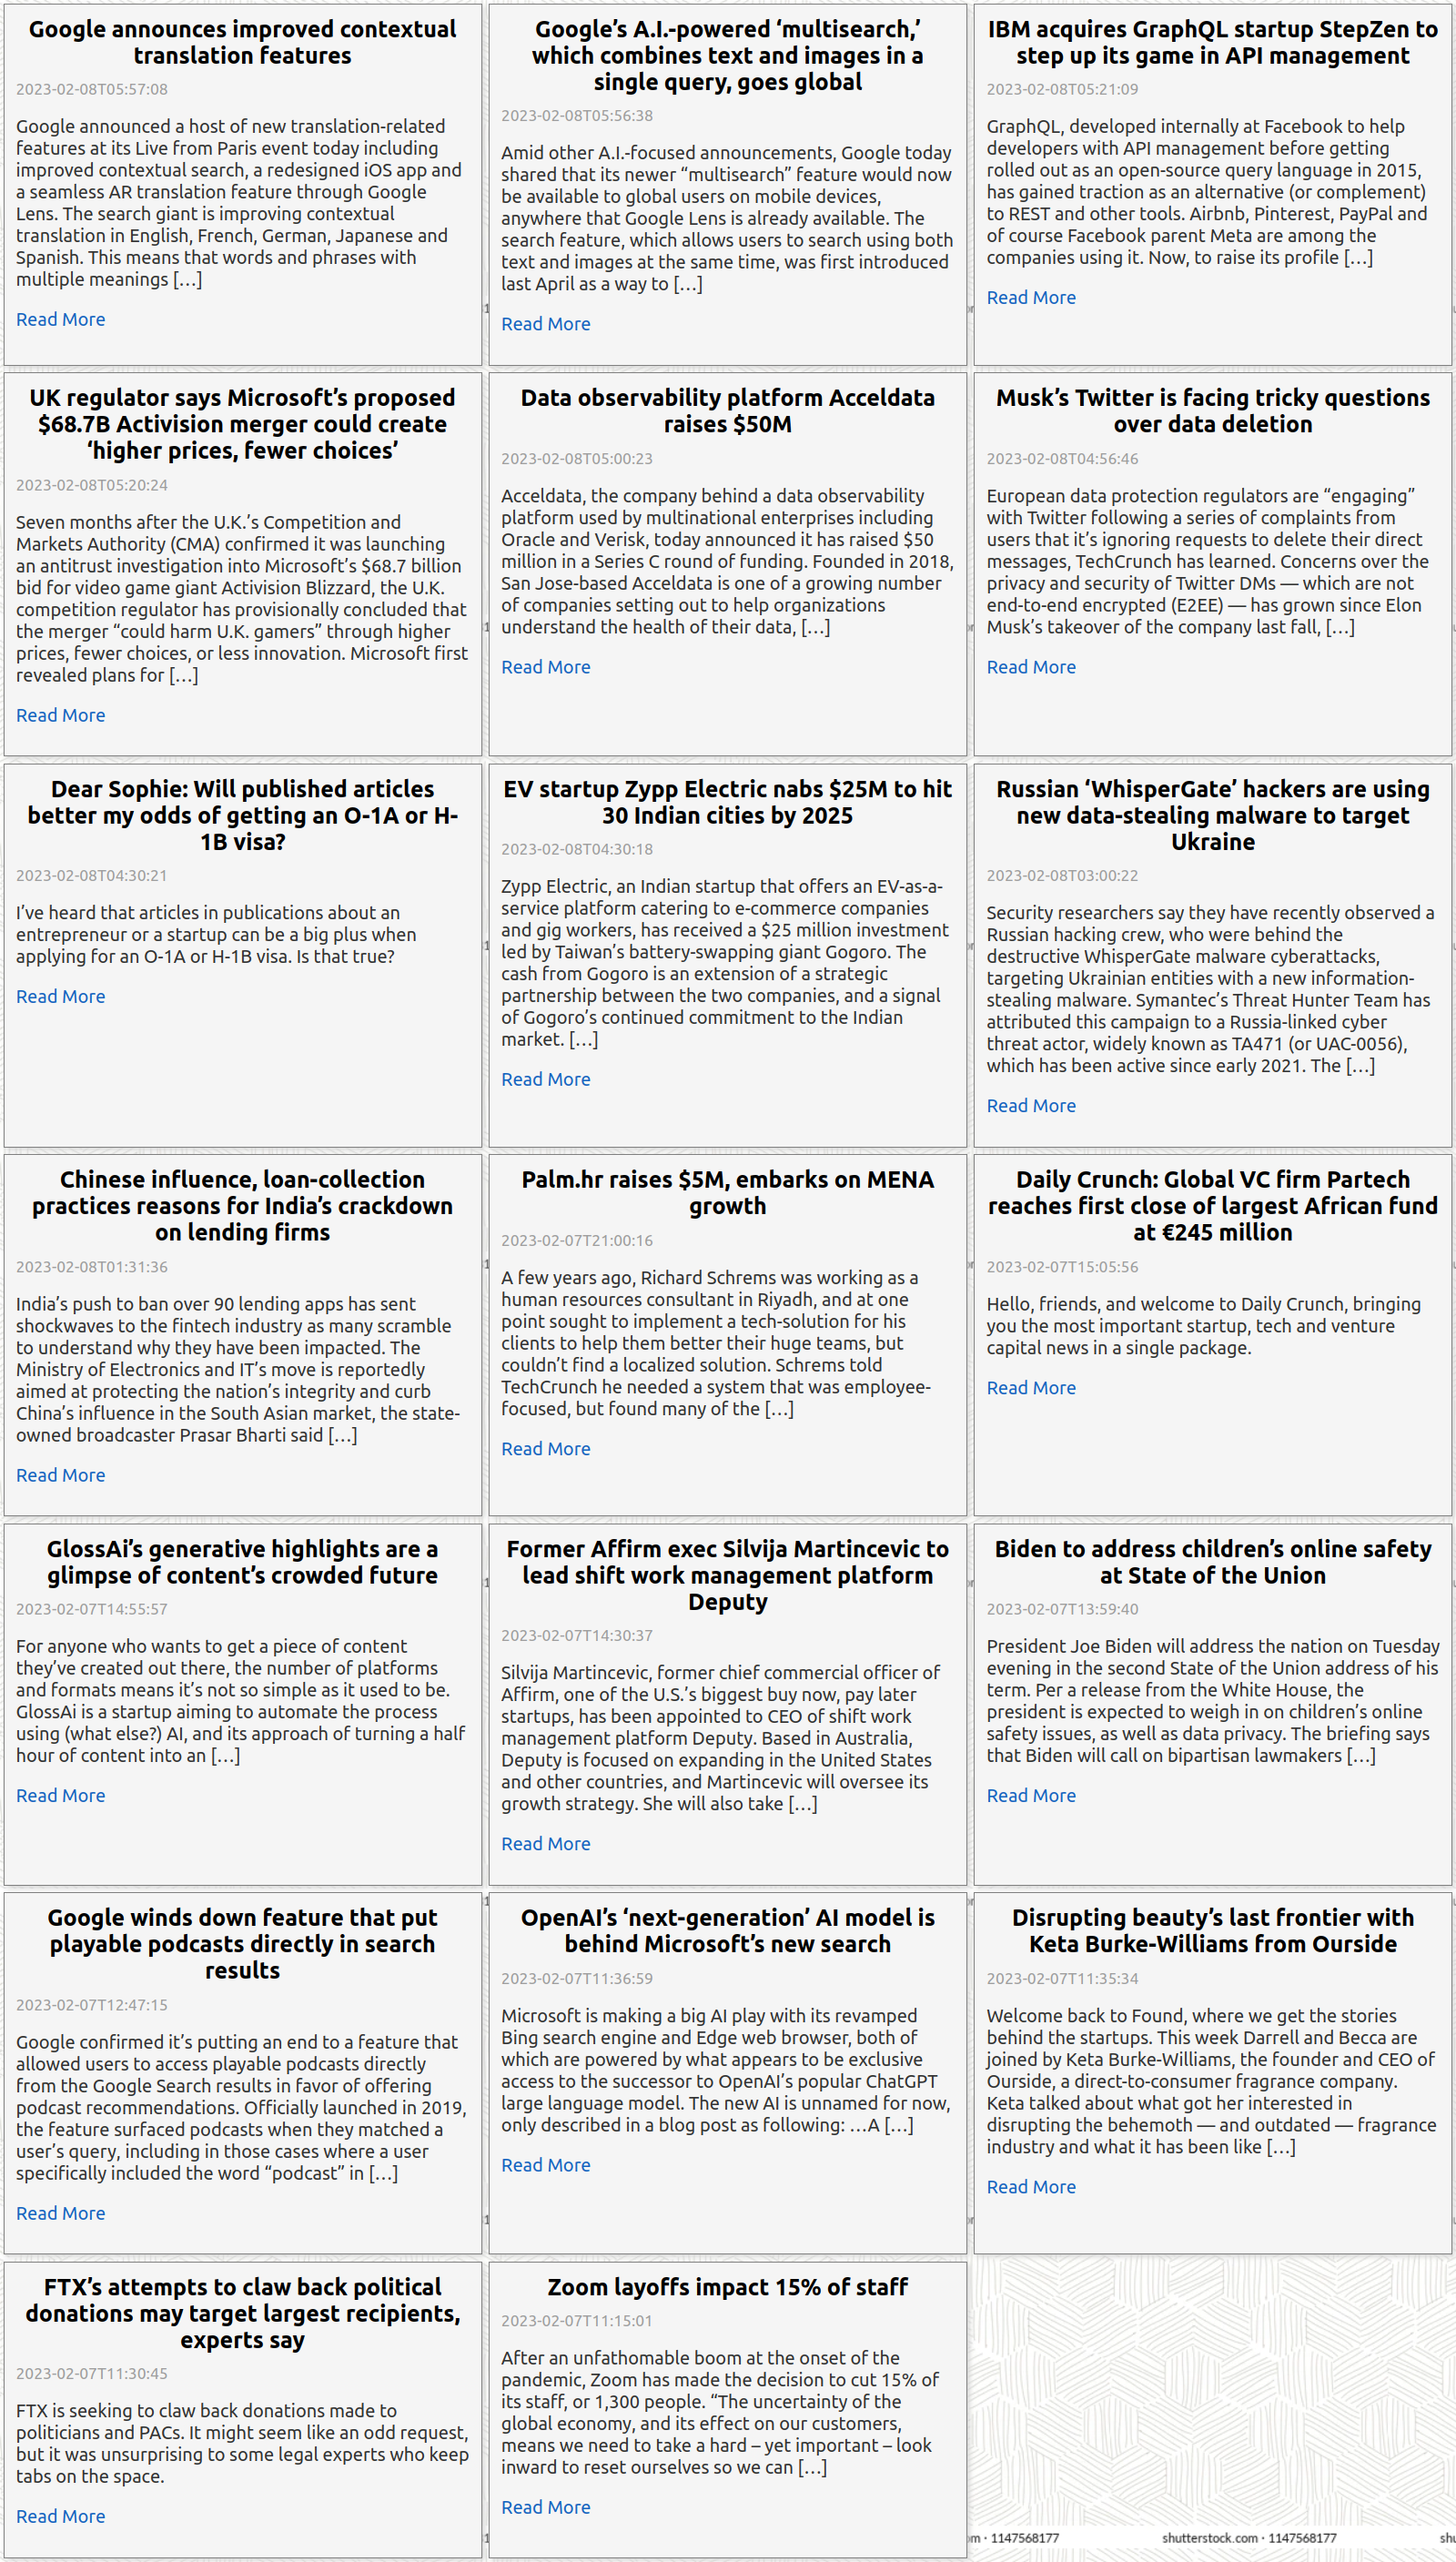 Google announces improved contextual
translation features
2023-02-08T05:57:08
Google announced a host of new translation-related
features at its Live from Paris event today including
improved contextual search, a redesigned iOS app and
a seamless AR translation feature through Google
Lens. The search giant is improving contextual
translation in English, French, German, Japanese and
Spanish. This means that words and phrases with
multiple meanings […]
Read More
Google’s A.I.-powered ‘multisearch,’
which combines text and images in a
single query, goes global
2023-02-08T05:56:38
Amid other A.I.-focused announcements, Google today
shared that its newer “multisearch” feature would now
be available to global users on mobile devices,
anywhere that Google Lens is already available. The
search feature, which allows users to search using both
text and images at the same time, was first introduced
last April as a way to […]
Read More
IBM acquires GraphQL startup StepZen to
step up its game in API management
2023-02-08T05:21:09
GraphQL, developed internally at Facebook to help
developers with API management before getting
rolled out as an open-source query language in 2015,
has gained traction as an alternative (or complement)
to REST and other tools. Airbnb, Pinterest, PayPal and
of course Facebook parent Meta are among the
companies using it. Now, to raise its profile […]
Read More
UK regulator says Microsoft’s proposed
$68.7B Activision merger could create
‘higher prices, fewer choices’
2023-02-08T05:20:24
Seven months after the U.K.’s Competition and
Markets Authority (CMA) confirmed it was launching
an antitrust investigation into Microsoft’s $68.7 billion
bid for video game giant Activision Blizzard, the U.K.
competition regulator has provisionally concluded that
the merger “could harm U.K. gamers” through higher
prices, fewer choices, or less innovation. Microsoft first
revealed plans for […]
Read More
Data observability platform Acceldata
raises $50M
2023-02-08T05:00:23
Acceldata, the company behind a data observability
platform used by multinational enterprises including
Oracle and Verisk, today announced it has raised $50
million in a Series C round of funding. Founded in 2018,
San Jose-based Acceldata is one of a growing number
of companies setting out to help organizations
understand the health of their data, […]
Read More
Musk’s Twitter is facing tricky questions
over data deletion
2023-02-08T04:56:46
European data protection regulators are “engaging”
with Twitter following a series of complaints from
users that it’s ignoring requests to delete their direct
messages, TechCrunch has learned. Concerns over the
privacy and security of Twitter DMs — which are not
end-to-end encrypted (E2EE) — has grown since Elon
Musk’s takeover of the company last fall, […]
Read More
Dear Sophie: Will published articles
better my odds of getting an O-1A or H-
1B visa?
2023-02-08T04:30:21
I’ve heard that articles in publications about an
entrepreneur or a startup can be a big plus when
applying for an O-1A or H-1B visa. Is that true?
Read More
EV startup Zypp Electric nabs $25M to hit
30 Indian cities by 2025
2023-02-08T04:30:18
Zypp Electric, an Indian startup that offers an EV-as-a-
service platform catering to e-commerce companies
and gig workers, has received a $25 million investment
led by Taiwan’s battery-swapping giant Gogoro. The
cash from Gogoro is an extension of a strategic
partnership between the two companies, and a signal
of Gogoro’s continued commitment to the Indian
market. […]
Read More
Russian ‘WhisperGate’ hackers are using
new data-stealing malware to target
Ukraine
2023-02-08T03:00:22
Security researchers say they have recently observed a
Russian hacking crew, who were behind the
destructive WhisperGate malware cyberattacks,
targeting Ukrainian entities with a new information-
stealing malware. Symantec’s Threat Hunter Team has
attributed this campaign to a Russia-linked cyber
threat actor, widely known as TA471 (or UAC-0056),
which has been active since early 2021. The […]
Read More
Chinese influence, loan-collection
practices reasons for India’s crackdown
on lending firms
2023-02-08T01:31:36
India’s push to ban over 90 lending apps has sent
shockwaves to the fintech industry as many scramble
to understand why they have been impacted. The
Ministry of Electronics and IT’s move is reportedly
aimed at protecting the nation’s integrity and curb
China’s influence in the South Asian market, the state-
owned broadcaster Prasar Bharti said […]
Read More
Palm.hr raises $5M, embarks on MENA
growth
2023-02-07T21:00:16
A few years ago, Richard Schrems was working as a
human resources consultant in Riyadh, and at one
point sought to implement a tech-solution for his
clients to help them better their huge teams, but
couldn’t find a localized solution. Schrems told
TechCrunch he needed a system that was employee-
focused, but found many of the […]
Read More
Daily Crunch: Global VC firm Partech
reaches first close of largest African fund
at €245 million
2023-02-07T15:05:56
Hello, friends, and welcome to Daily Crunch, bringing
you the most important startup, tech and venture
capital news in a single package.
Read More
GlossAi’s generative highlights are a
glimpse of content’s crowded future
2023-02-07T14:55:57
For anyone who wants to get a piece of content
they’ve created out there, the number of platforms
and formats means it’s not so simple as it used to be.
GlossAi is a startup aiming to automate the process
using (what else?) AI, and its approach of turning a half
hour of content into an […]
Read More
Former Affirm exec Silvija Martincevic to
lead shift work management platform
Deputy
2023-02-07T14:30:37
Silvija Martincevic, former chief commercial officer of
Affirm, one of the U.S.’s biggest buy now, pay later
startups, has been appointed to CEO of shift work
management platform Deputy. Based in Australia,
Deputy is focused on expanding in the United States
and other countries, and Martincevic will oversee its
growth strategy. She will also take […]
Read More
Biden to address children’s online safety
at State of the Union
2023-02-07T13:59:40
President Joe Biden will address the nation on Tuesday
evening in the second State of the Union address of his
term. Per a release from the White House, the
president is expected to weigh in on children’s online
safety issues, as well as data privacy. The briefing says
that Biden will call on bipartisan lawmakers […]
Read More
Google winds down feature that put
playable podcasts directly in search
results
2023-02-07T12:47:15
Google confirmed it’s putting an end to a feature that
allowed users to access playable podcasts directly
from the Google Search results in favor of offering
podcast recommendations. Officially launched in 2019,
the feature surfaced podcasts when they matched a
user’s query, including in those cases where a user
specifically included the word “podcast” in […]
Read More
OpenAI’s ‘next-generation’ AI model is
behind Microsoft’s new search
2023-02-07T11:36:59
Microsoft is making a big AI play with its revamped
Bing search engine and Edge web browser, both of
which are powered by what appears to be exclusive
access to the successor to OpenAI’s popular ChatGPT
large language model. The new AI is unnamed for now,
only described in a blog post as following: …A […]
Read More
Disrupting beauty’s last frontier with
Keta Burke-Williams from Ourside
2023-02-07T11:35:34
Welcome back to Found, where we get the stories
behind the startups. This week Darrell and Becca are
joined by Keta Burke-Williams, the founder and CEO of
Ourside, a direct-to-consumer fragrance company.
Keta talked about what got her interested in
disrupting the behemoth — and outdated — fragrance
industry and what it has been like […]
Read More
FTX’s attempts to claw back political
donations may target largest recipients,
experts say
2023-02-07T11:30:45
FTX is seeking to claw back donations made to
politicians and PACs. It might seem like an odd request,
but it was unsurprising to some legal experts who keep
tabs on the space.
Read More
Zoom layoffs impact 15% of staff
2023-02-07T11:15:01
After an unfathomable boom at the onset of the
pandemic, Zoom has made the decision to cut 15% of
its staff, or 1,300 people. “The uncertainty of the
global economy, and its effect on our customers,
means we need to take a hard – yet important – look
inward to reset ourselves so we can […]
Read More
m · 1147568177 shutterstock.com · 1147568177 shu